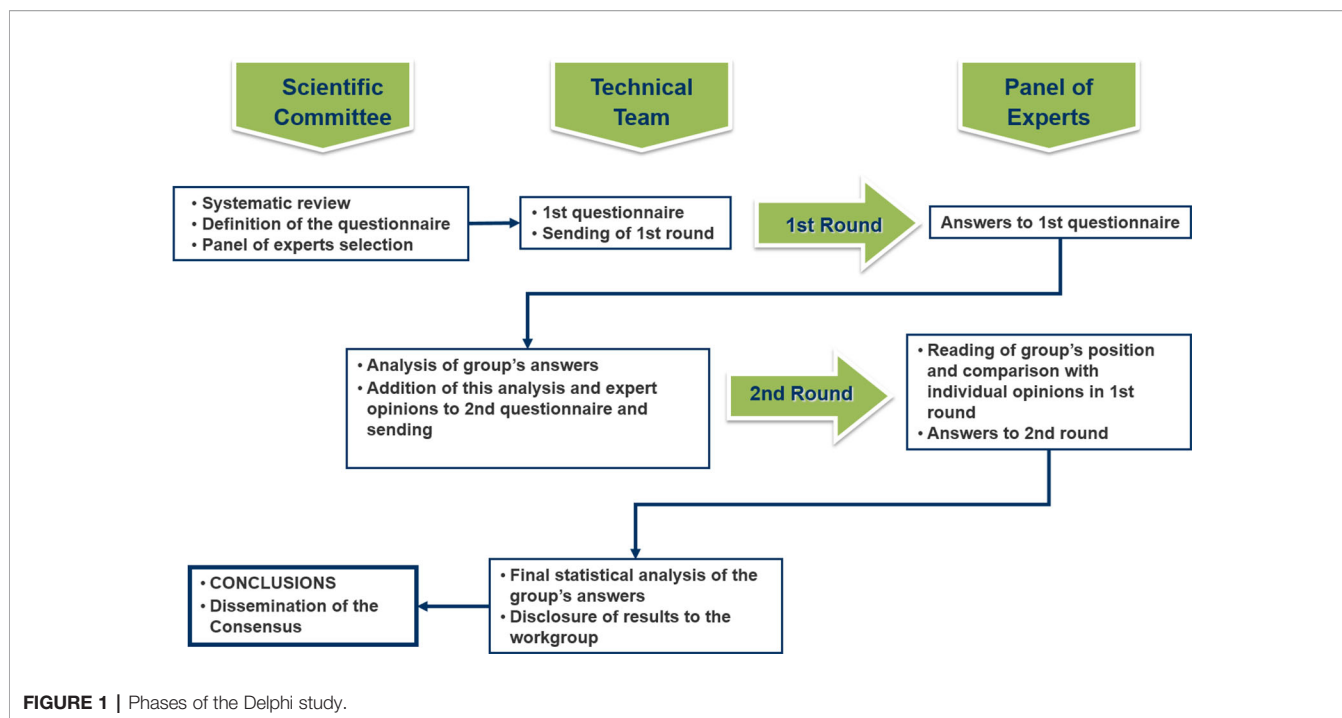 Scientific
Committee
Technical
Team
Panel of
Experts
• Systematic review
• Definition of the questionnaire
• Panel of experts selection
• 1st questionnaire
• Sending of 1st round
1st Round
Answers to 1st questionnaire
• Analysis of group's answers
• Addition of this analysis and expert
opinions to 2nd questionnaire and
sending
2nd Round
• Reading of group's position
and comparison with
individual opinions in 1st
round
• Answers to 2nd round
• CONCLUSIONS
• Dissemination of the
Consensus
• Final statistical analysis of the
group's answers
• Disclosure of results to the
workgroup
FIGURE 1 | Phases of the Delphi study.